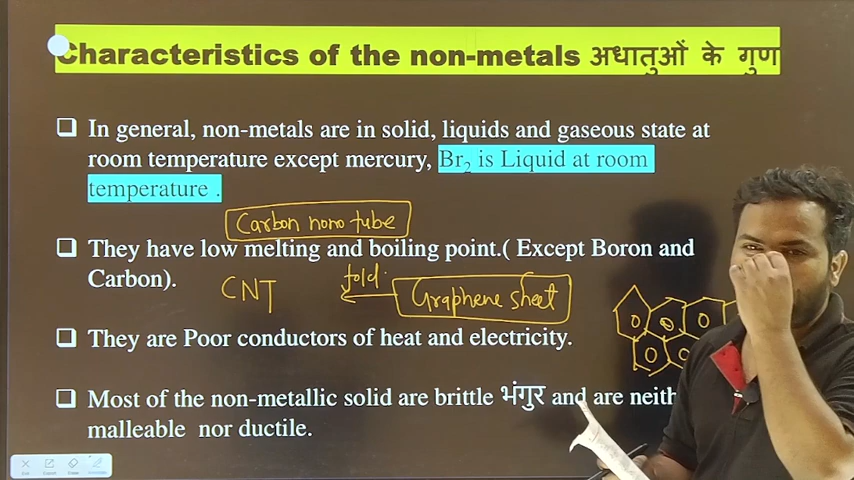 Characteristics of the non-metals अधातुओं के गुण
❑ In general, non-metals are in solid, liquids and gaseous state at
room temperature except mercury, Br₂ is Liquid at room
temperature .
Carbon nono tube
❑ They have low melting and boiling point.( Except Boron and
Carbon).
CNT
fold.
Graphene sheet
❑ They are Poor conductors of heat and electricity.
❑ Most of the non-metallic solid are brittle भंगुर and are neith
malleable nor ductile.